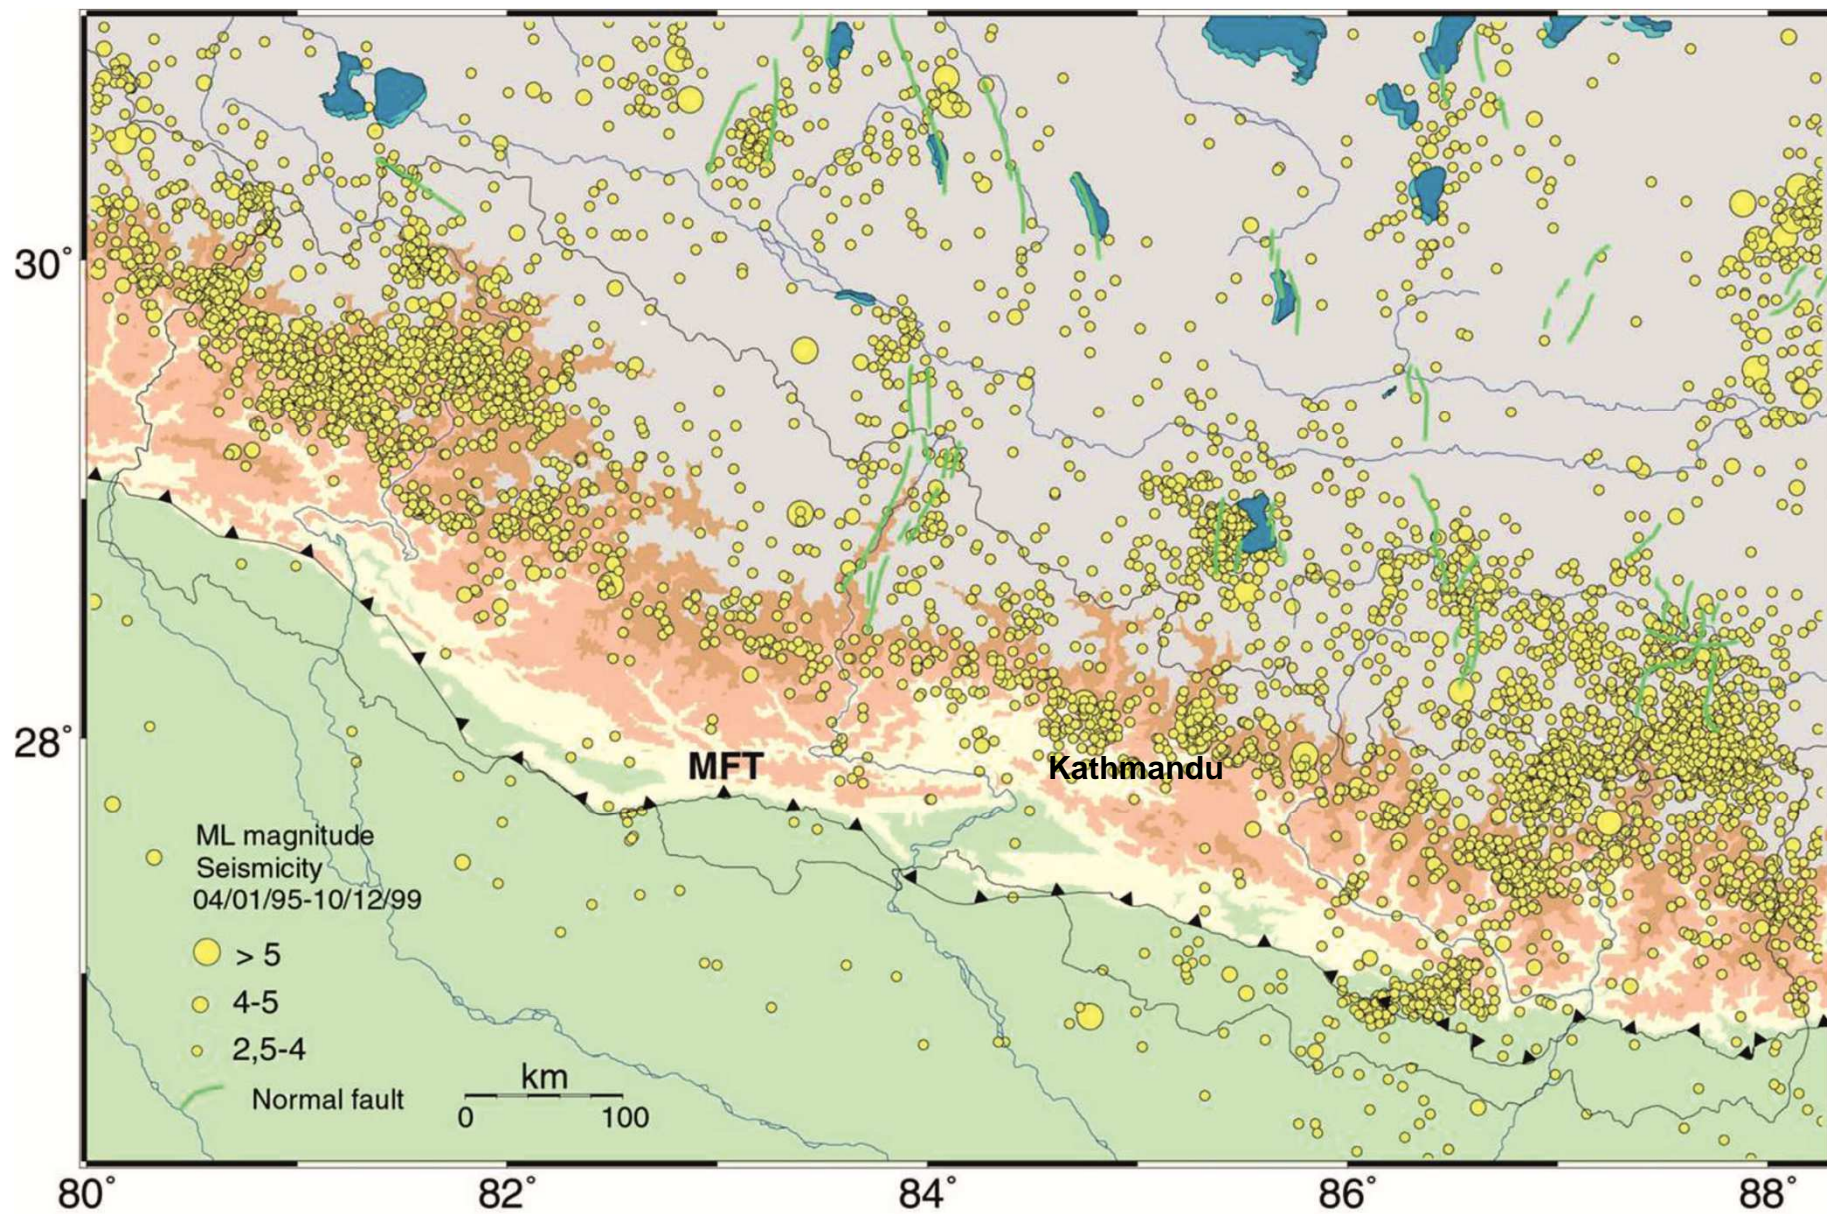 30°
28°
MFT
Kathmandu
ML magnitude
Seismicity
04/01/95-10/12/99
> 5
4-5
2,5-4
Normal fault
km
0 100
80° 82° 84° 86° 88°